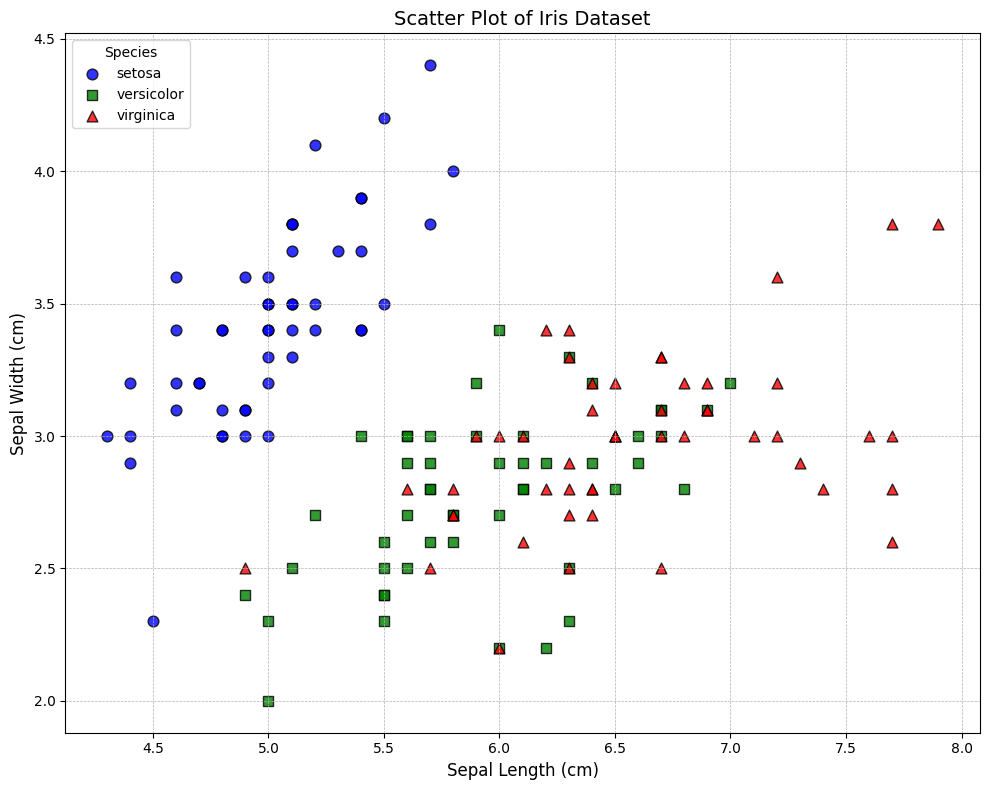 Scatter Plot of Iris Dataset
Species
setosa
versicolor
virginica
4.5
4.0
3.5
3.0
2.5
2.0
Sepal Width (cm)
4.5 5.0 5.5 6.0 6.5 7.0 7.5 8.0
Sepal Length (cm)